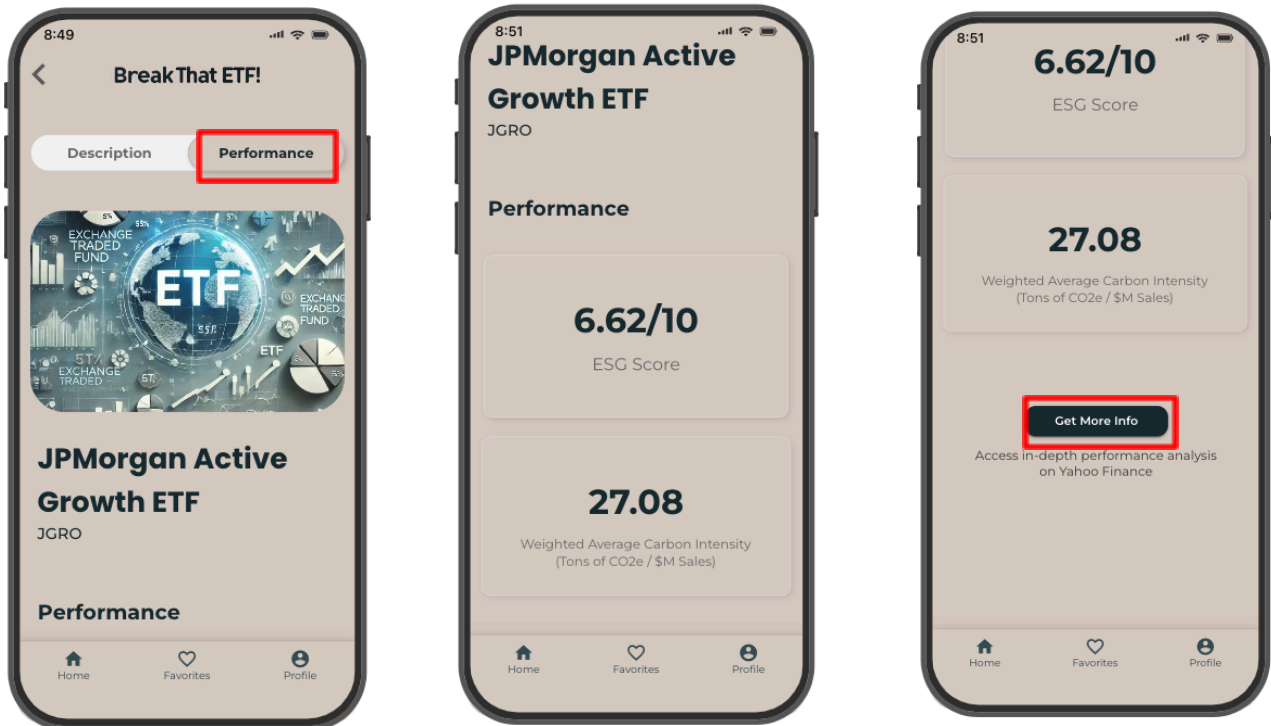 8:49
Break That ETF!
Description
Performance
5%
55%
5%
EXCHANGE
TRADED
FUND
ETF
EXCHANG
TRADED
FUND
ETF
EXCHANGE
TRADED
JPMorgan Active
Growth ETF
JGRO
Performance
Home
Favorites
Profile
8:51
JPMorgan Active
Growth ETF
JGRO
Performance
6.62/10
ESG Score
27.08
Weighted Average Carbon Intensity
(Tons of CO2e / $M Sales)
Home
Favorites
Profile
8:51
6.62/10
ESG Score
27.08
Weighted Average Carbon Intensity
(Tons of CO2e / $M Sales)
Get More Info
Access in-depth performance analysis
on Yahoo Finance
Home
Favorites
Profile